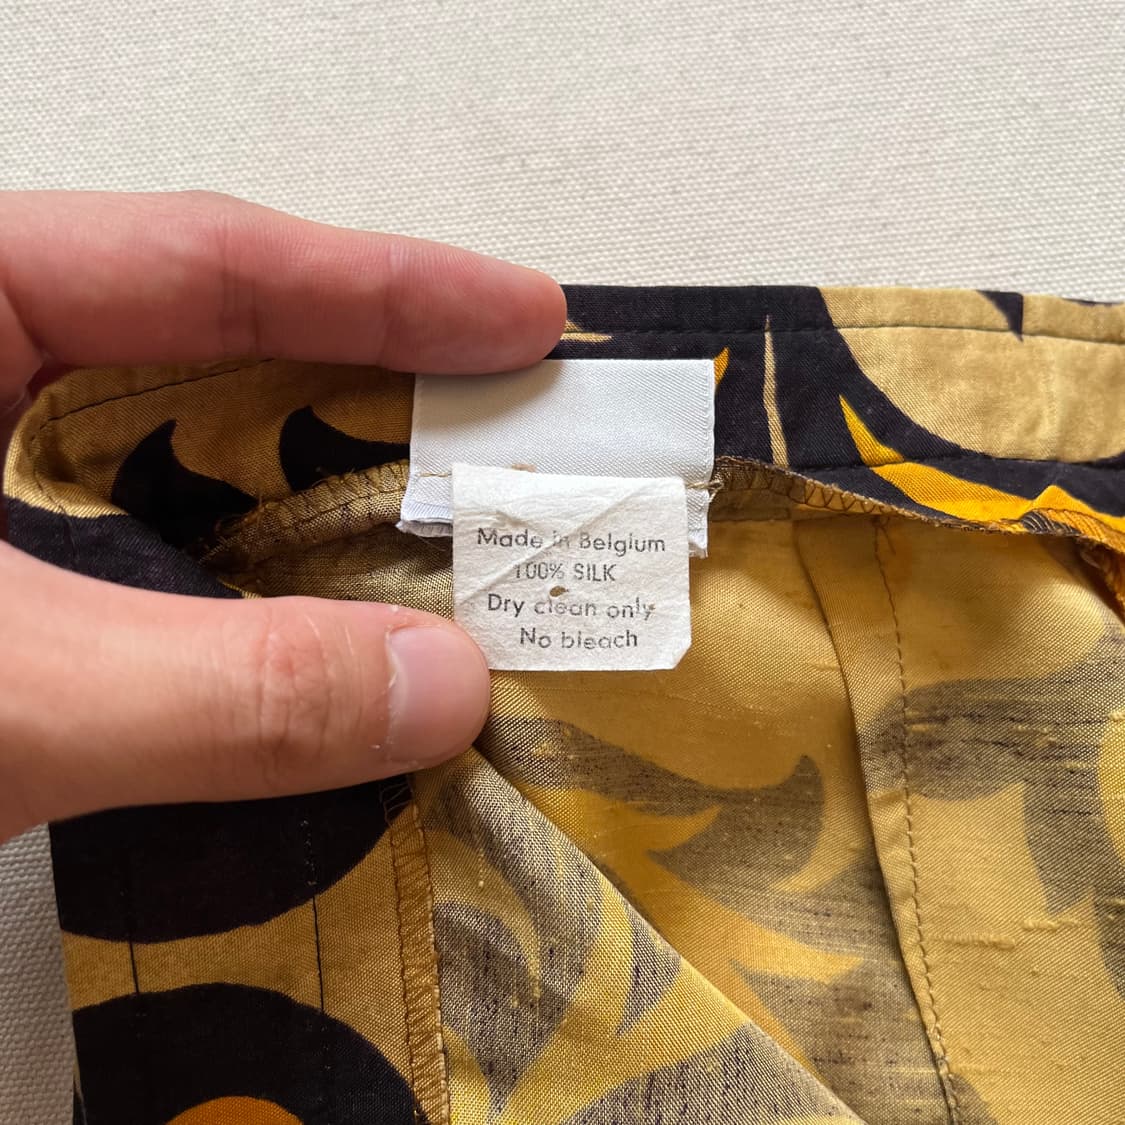 Made in Belgium
100% SILK
Dry clean only
No bleach